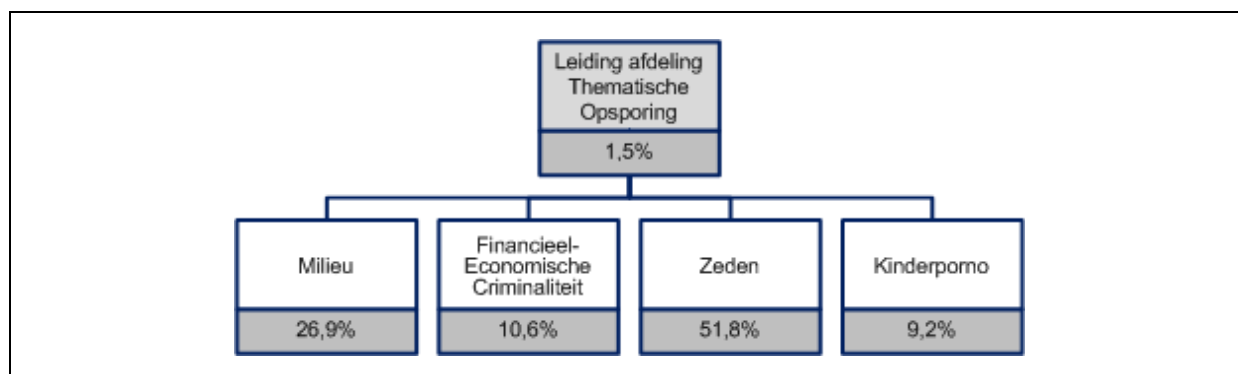 Leiding afdeling
Thematische
Opsporing
1,5%
Milieu
26,9%
Financieel-
Economische
Criminaliteit
10,6%
Zeden
51,8%
Kinderporno
9,2%